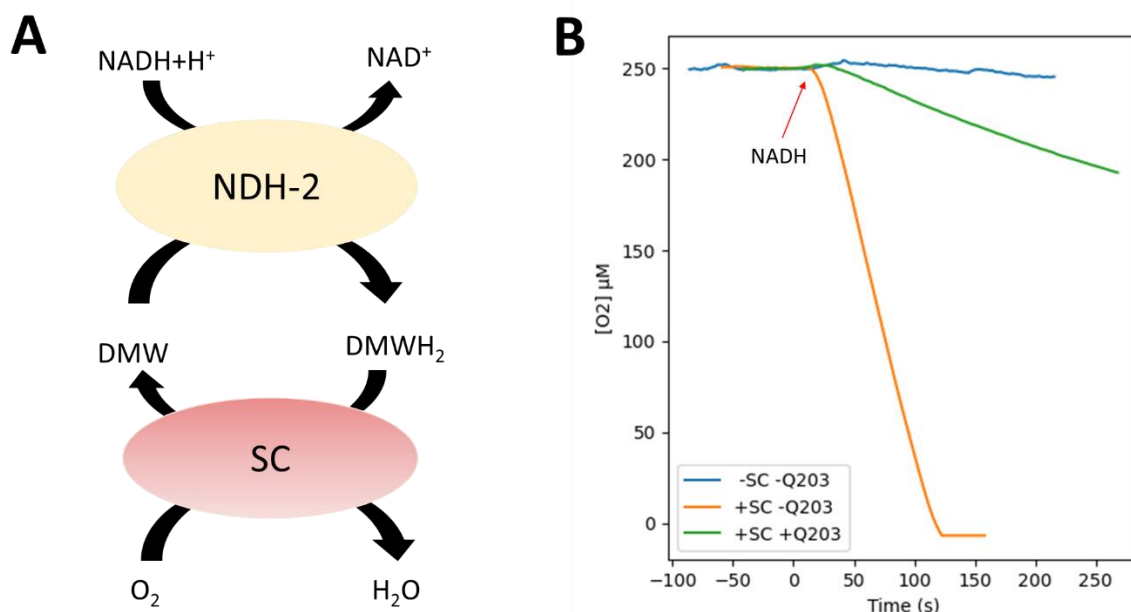 A
NADH+H⁺
NAD⁺
NDH-2
DMW
DMWH₂
SC
O₂
H₂O
B
250
200
150
100
50
0
[O2] µM
NADH
-SC -Q203
+SC -Q203
+SC +Q203
−100 −50 0 50 100 150 200 250
Time (s)